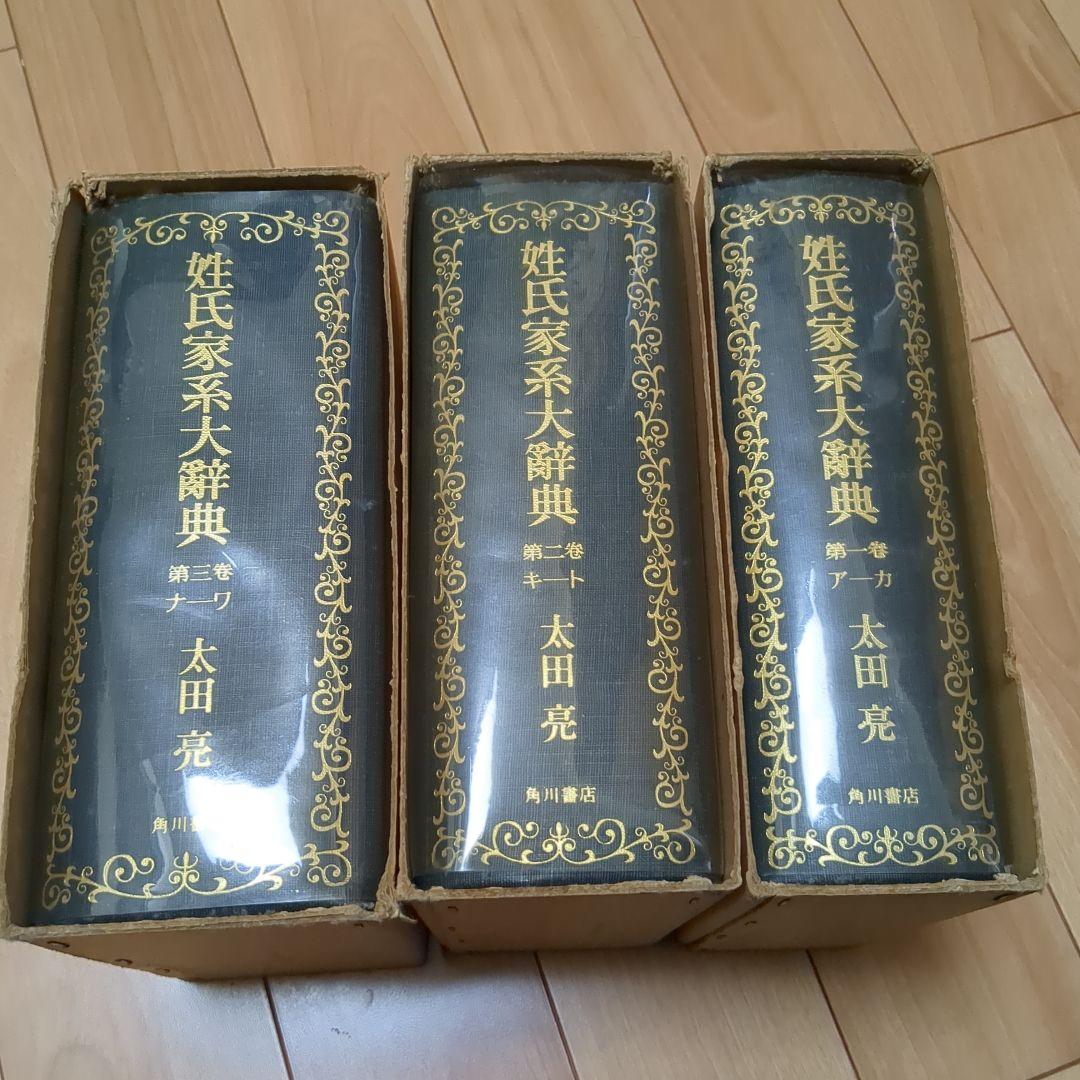 姓氏家系大辭典
第三卷
ナ―ワ
太田亮
角川
姓氏家系大辭典
第二卷
キ―ト
太田亮
角川書店
姓氏家系大辭典
第一卷
ア―カ
太田亮
角川書店